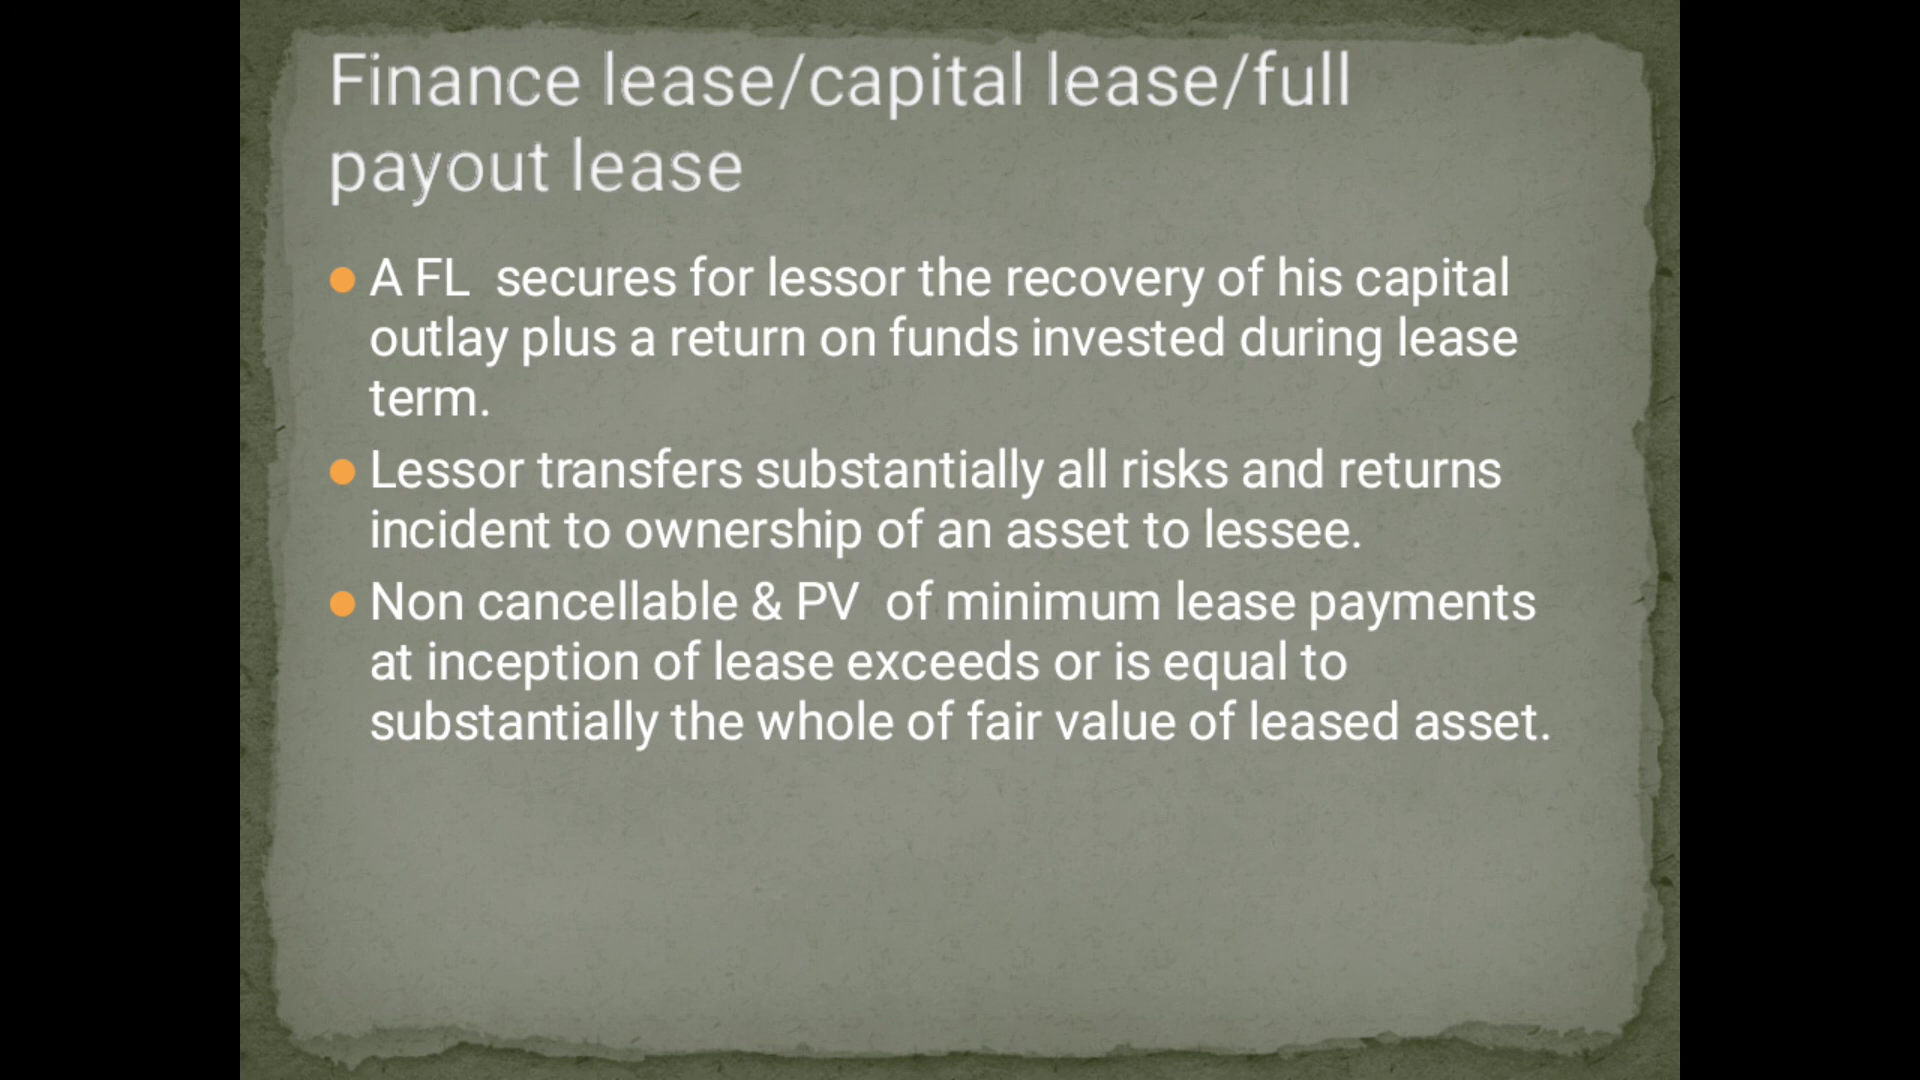 Finance lease/capital lease/full
payout lease
A FL  secures for lessor the recovery of his capital
outlay plus a return on funds invested during lease
term.
Lessor transfers substantially all risks and returns
incident to ownership of an asset to lessee.
Non cancellable & PV  of minimum lease payments
at inception of lease exceeds or is equal to
substantially the whole of fair value of leased asset.